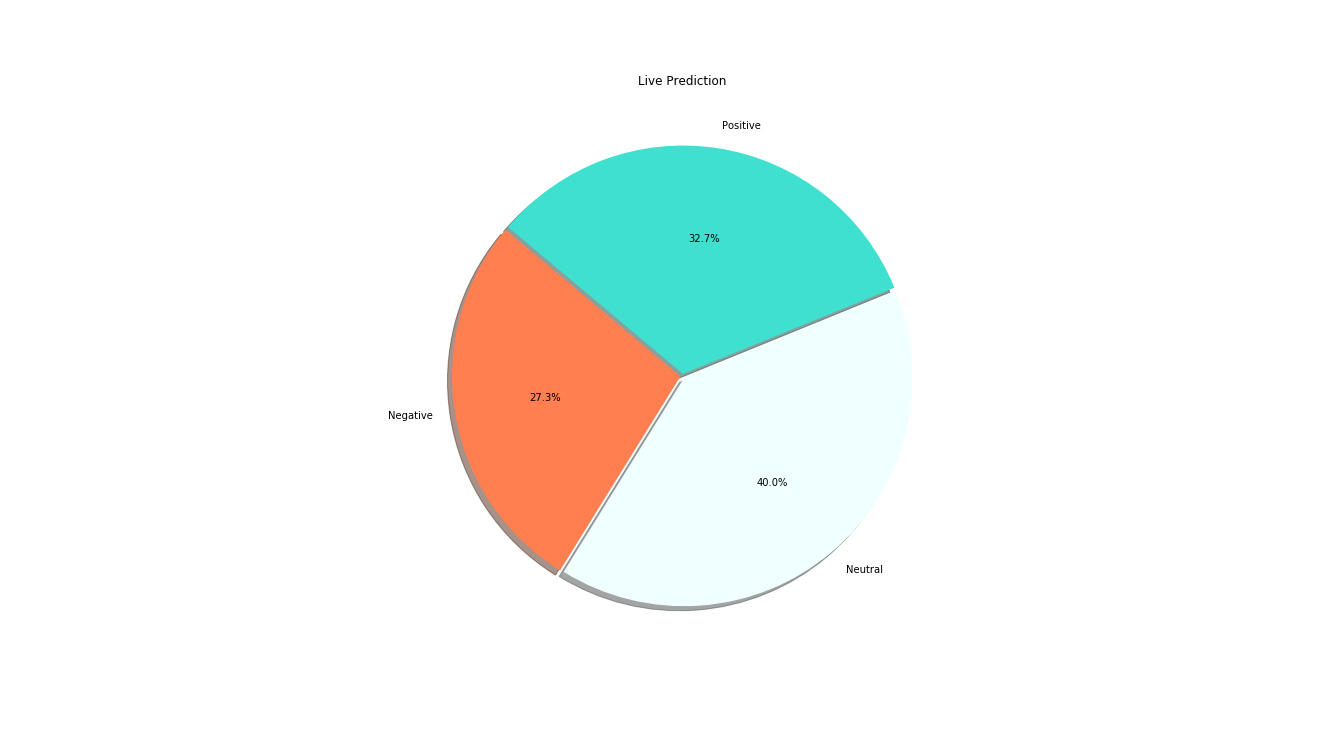 Live Prediction
Positive
32.7%
27.3%
Negative
40.0%
Neutral